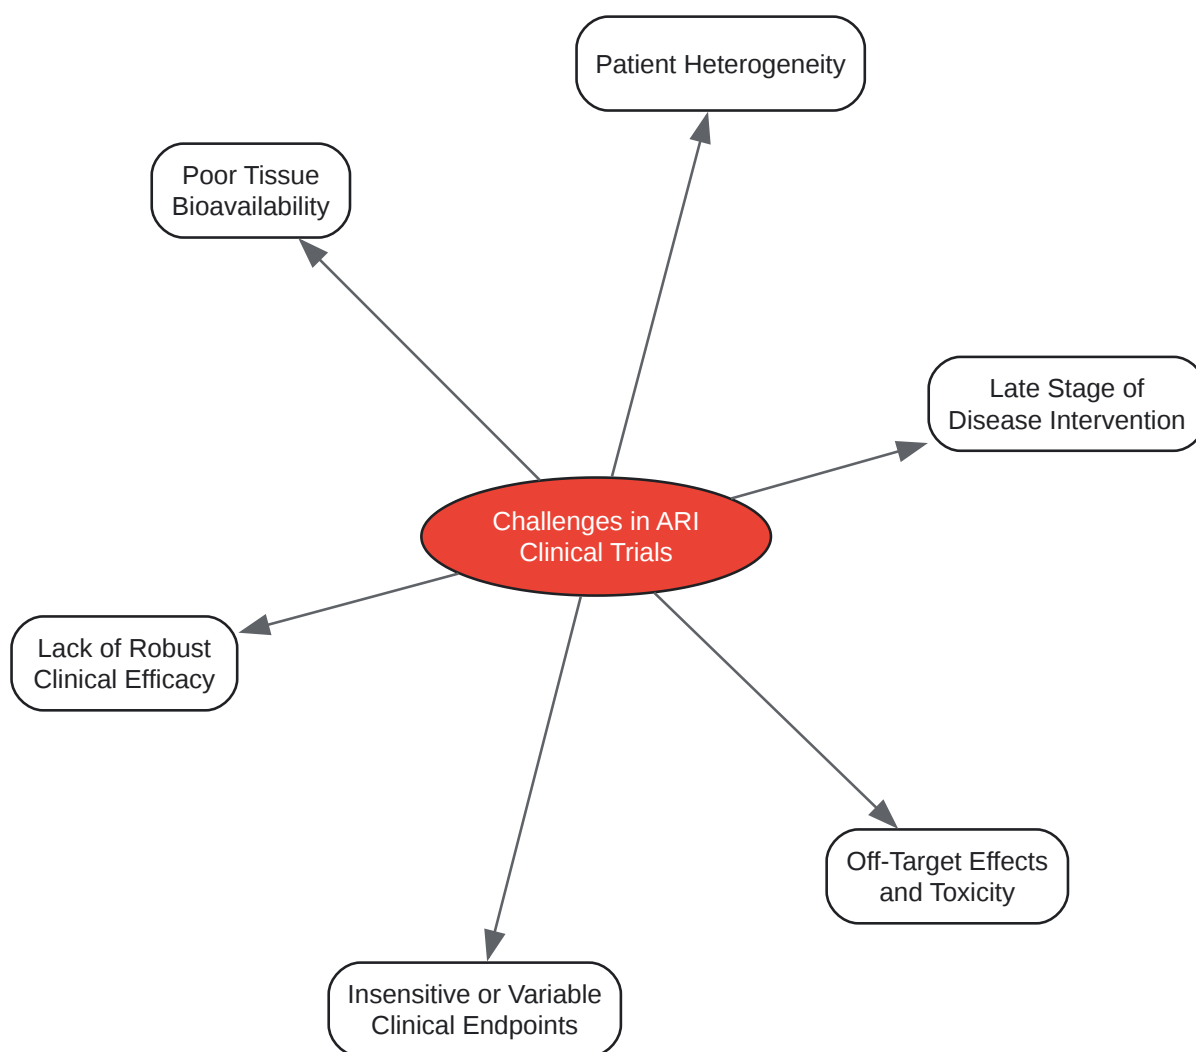 Patient Heterogeneity
Poor Tissue
Bioavailability
Late Stage of
Disease Intervention
Challenges in ARI
Clinical Trials
Lack of Robust
Clinical Efficacy
Off-Target Effects
and Toxicity
Insensitive or Variable
Clinical Endpoints